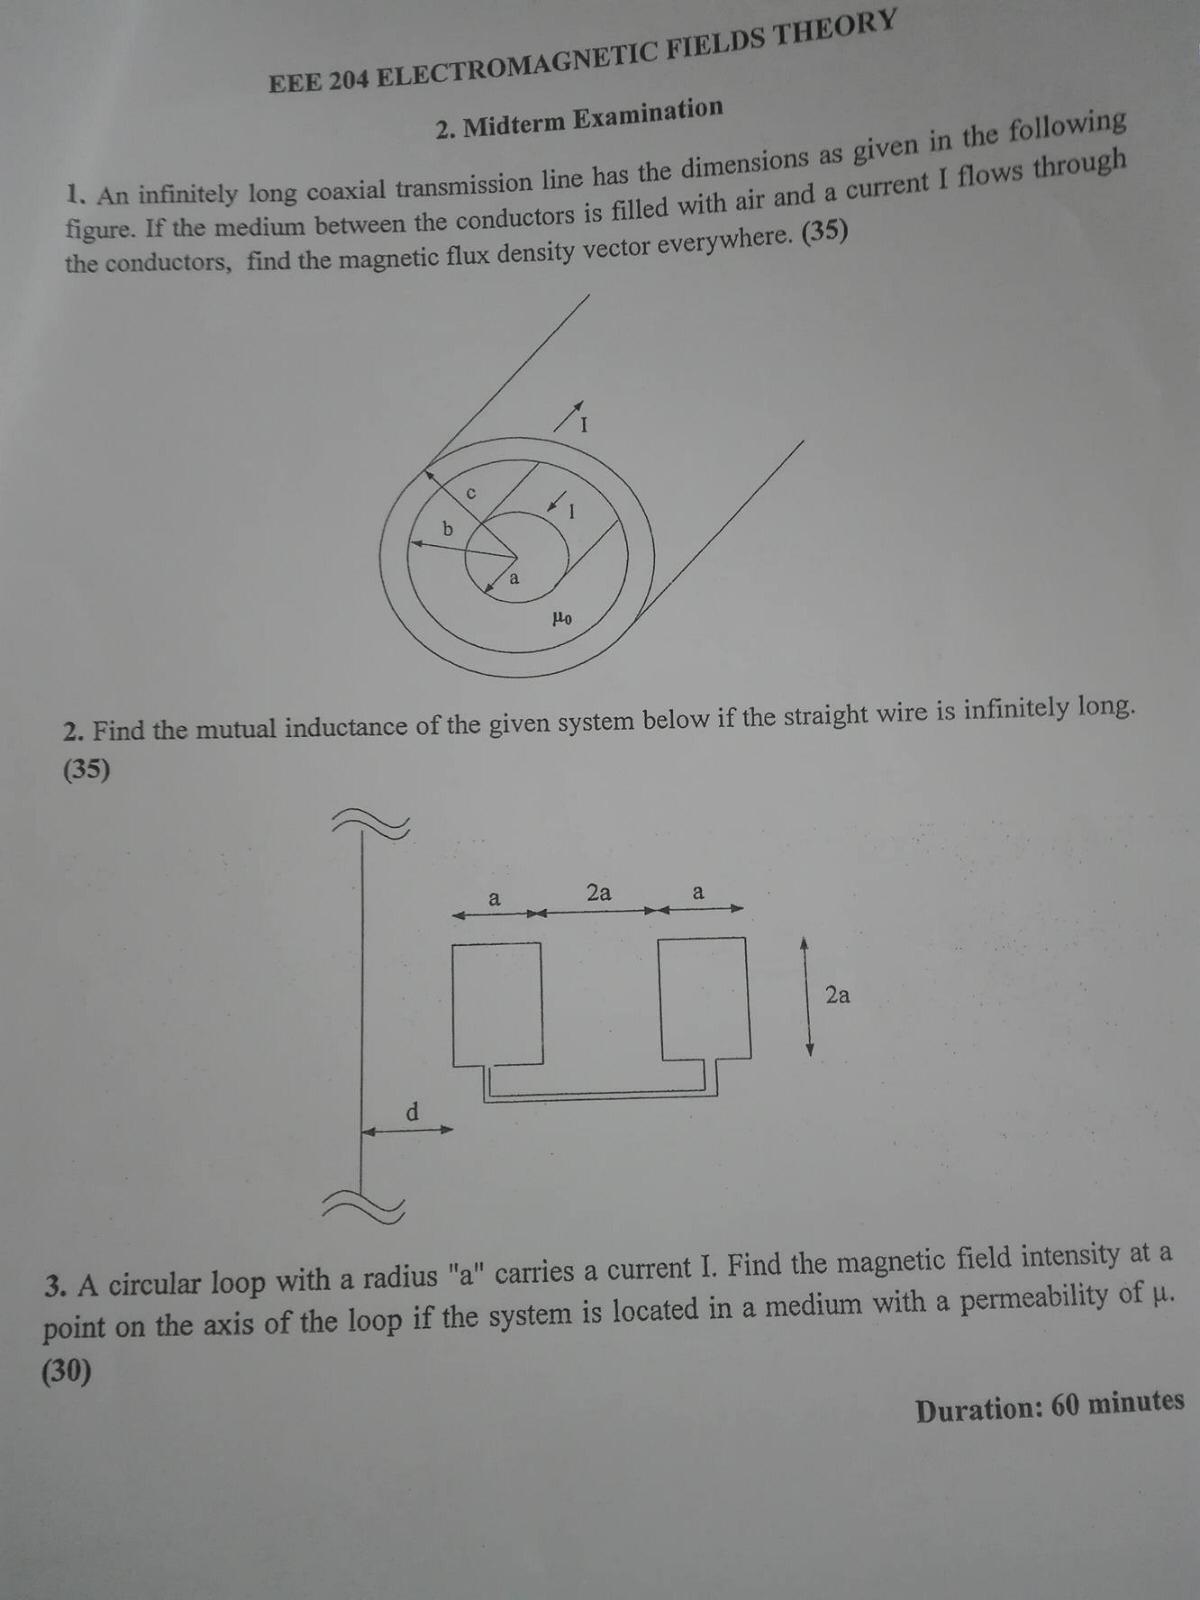 EEE 204 ELECTROMAGNETIC FIELDS THEORY
2. Midterm Examination
1. An infinitely long coaxial transmission line has the dimensions as given in the following
figure. If the medium between the conductors is filled with air and a current I flows through
the conductors, find the magnetic flux density vector everywhere. (35)
I
c
I
b
a
μ₀
2. Find the mutual inductance of the given system below if the straight wire is infinitely long.
(35)
a 2a a
2a
d
3. A circular loop with a radius "a" carries a current I. Find the magnetic field intensity at a
point on the axis of the loop if the system is located in a medium with a permeability of μ.
(30)
Duration: 60 minutes